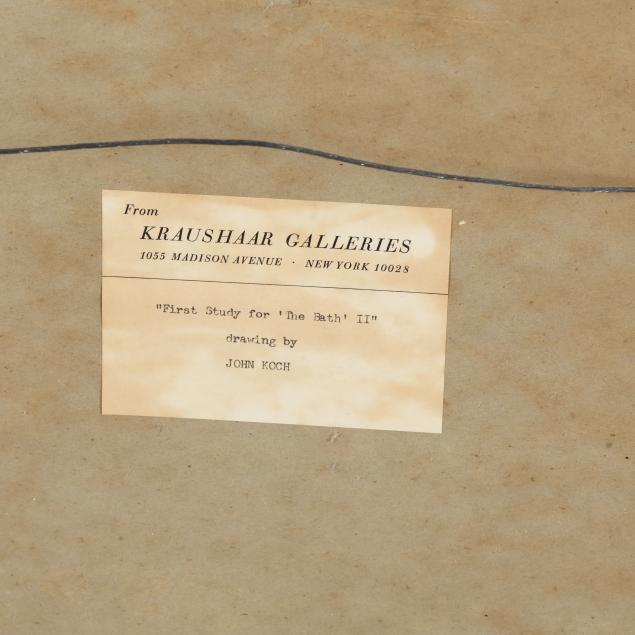 From
KRAUSHAAR GALLERIES
1055 MADISON AVENUE · NEW YORK 10028
"First Study for 'The Bath' II"
drawing by
JOHN KOCH